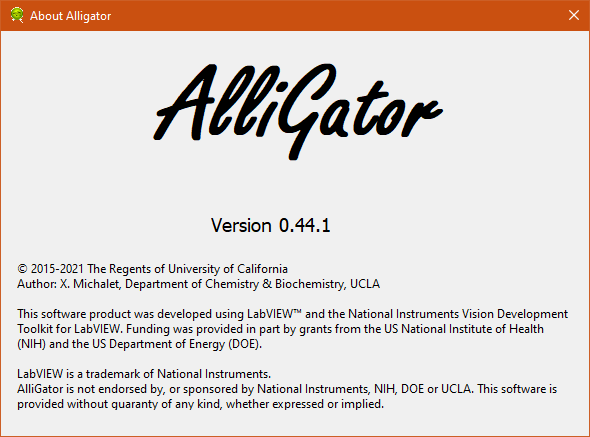 About Alligator
AlliGator
Version 0.44.1
© 2015-2021 The Regents of University of California
Author: X. Michalet, Department of Chemistry & Biochemistry, UCLA
This software product was developed using LabVIEW™ and the National Instruments Vision Development
Toolkit for LabVIEW. Funding was provided in part by grants from the US National Institute of Health
(NIH) and the US Department of Energy (DOE).
LabVIEW is a trademark of National Instruments.
AlliGator is not endorsed by, or sponsored by National Instruments, NIH, DOE or UCLA. This software is
provided without quaranty of any kind, whether expressed or implied.